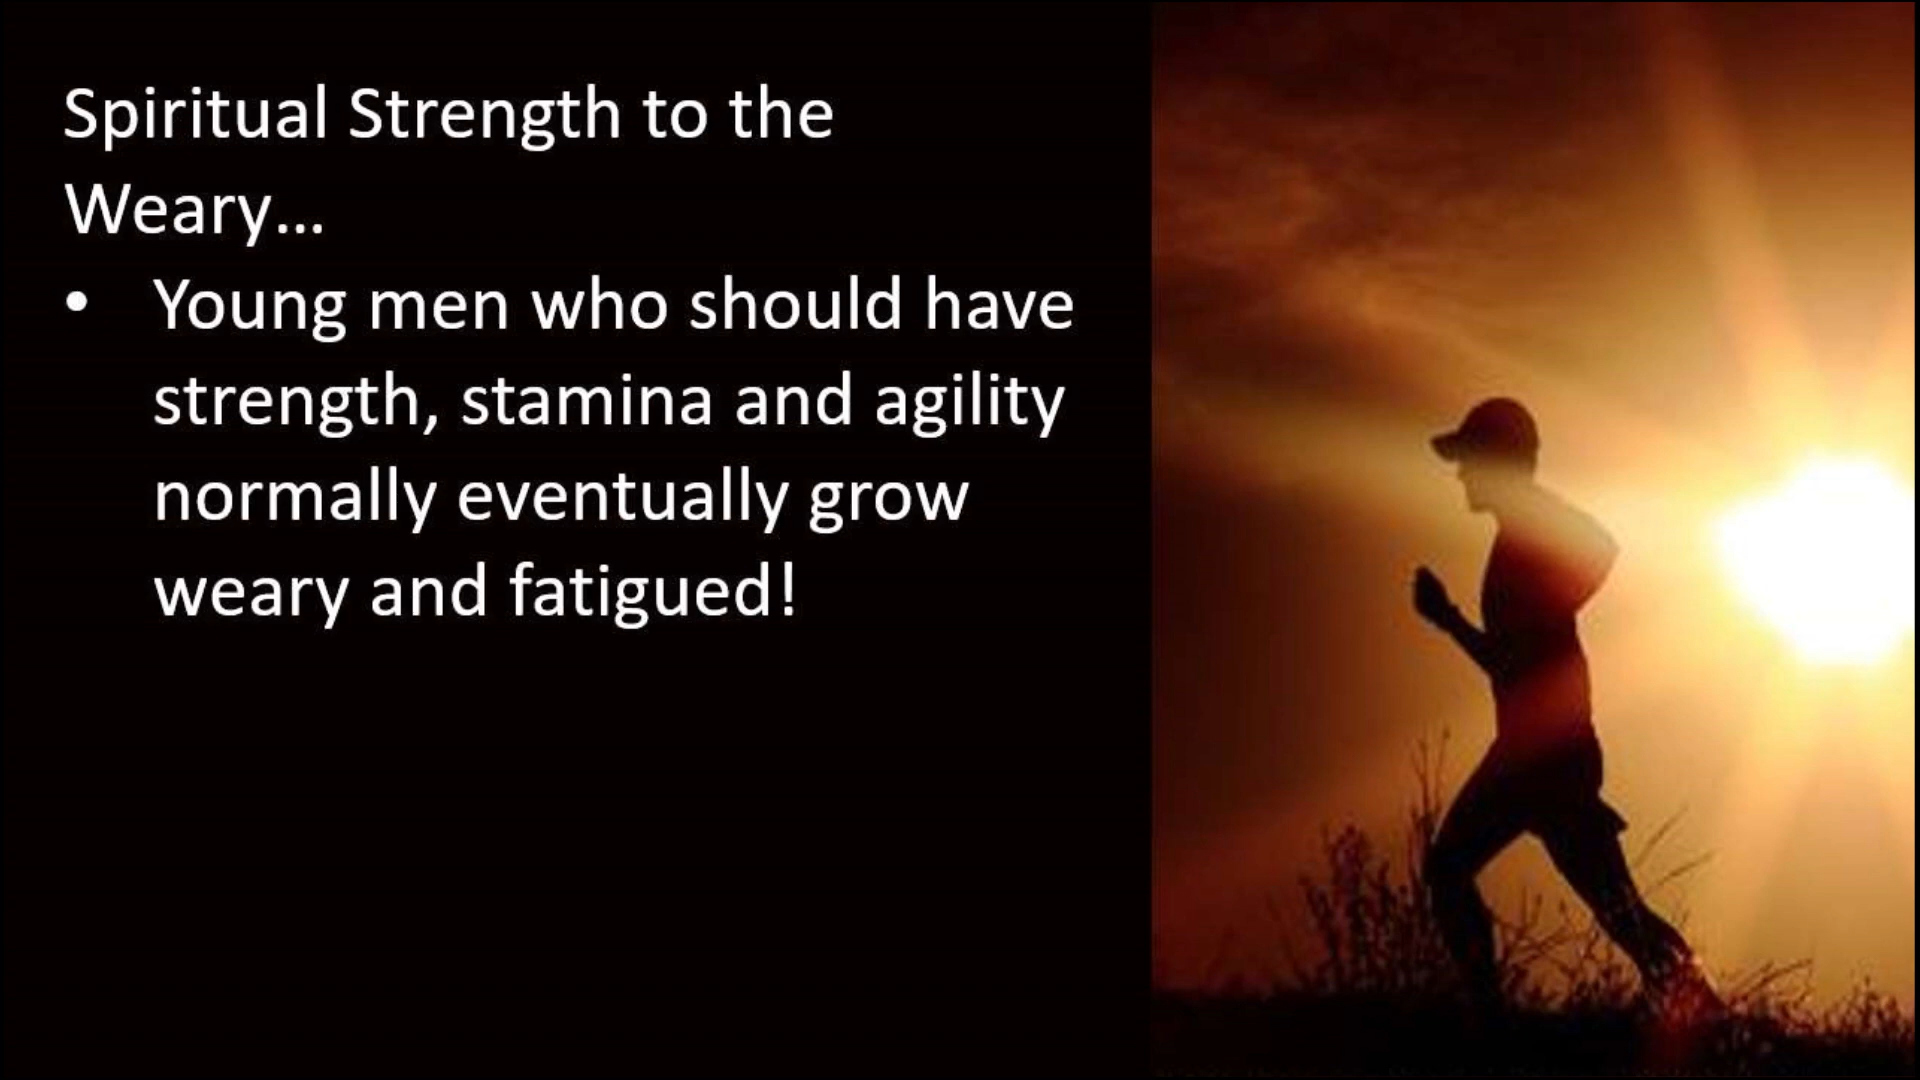 Spiritual Strength to the
Weary...
• Young men who should have
strength, stamina and agility
normally eventually grow
weary and fatigued!